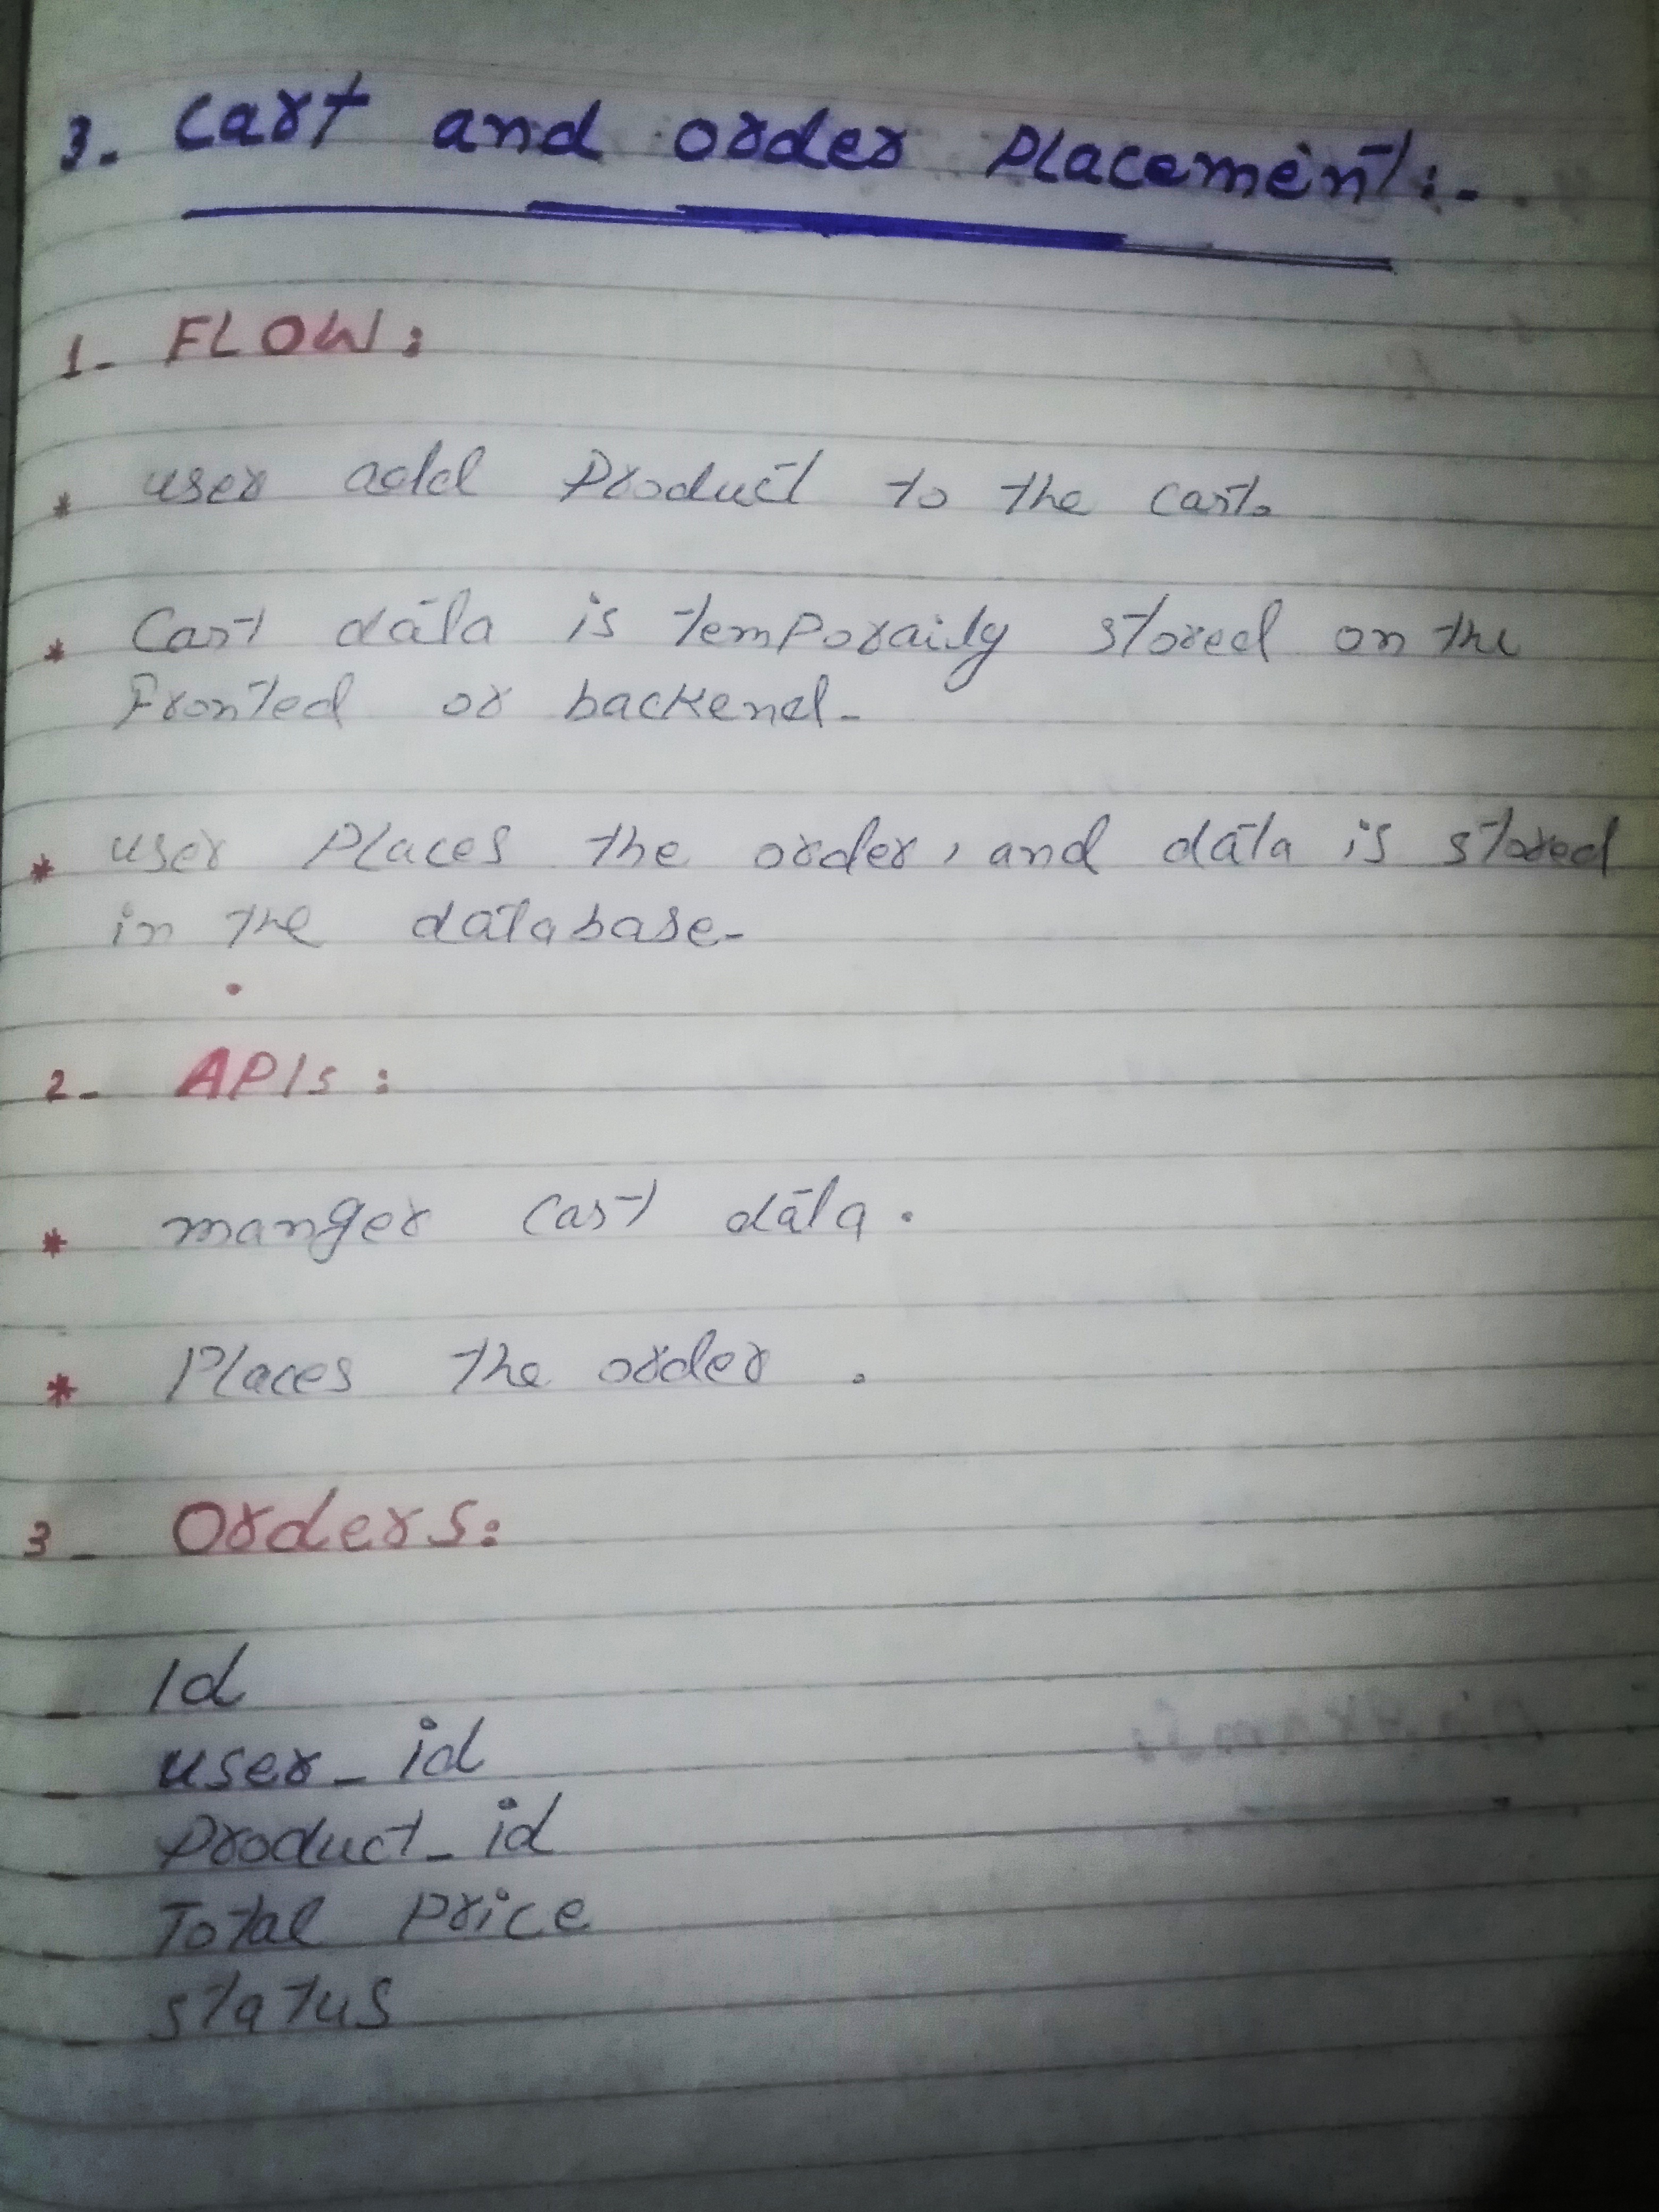 3. Cart and order Placement:-
1- FLOW:
* user add Product to the cart.
* Cart data is temporaily stored on the
Fronted or backend-
* user Places the order, and data is stored
in the database-
2- APIs:
* manger cart data.
* Places the order.
3- Orders:
- Id
- user_id
- Product_id
- Total Price
- status